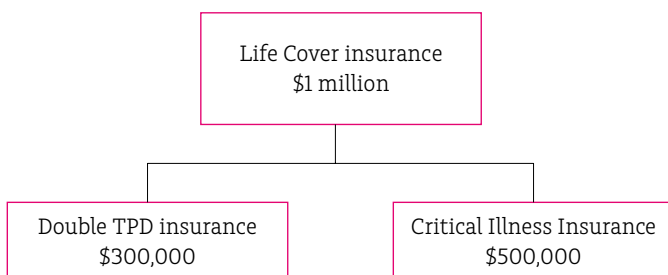 Life Cover insurance
$1 million
Double TPD insurance
$300,000
Critical Illness Insurance
$500,000